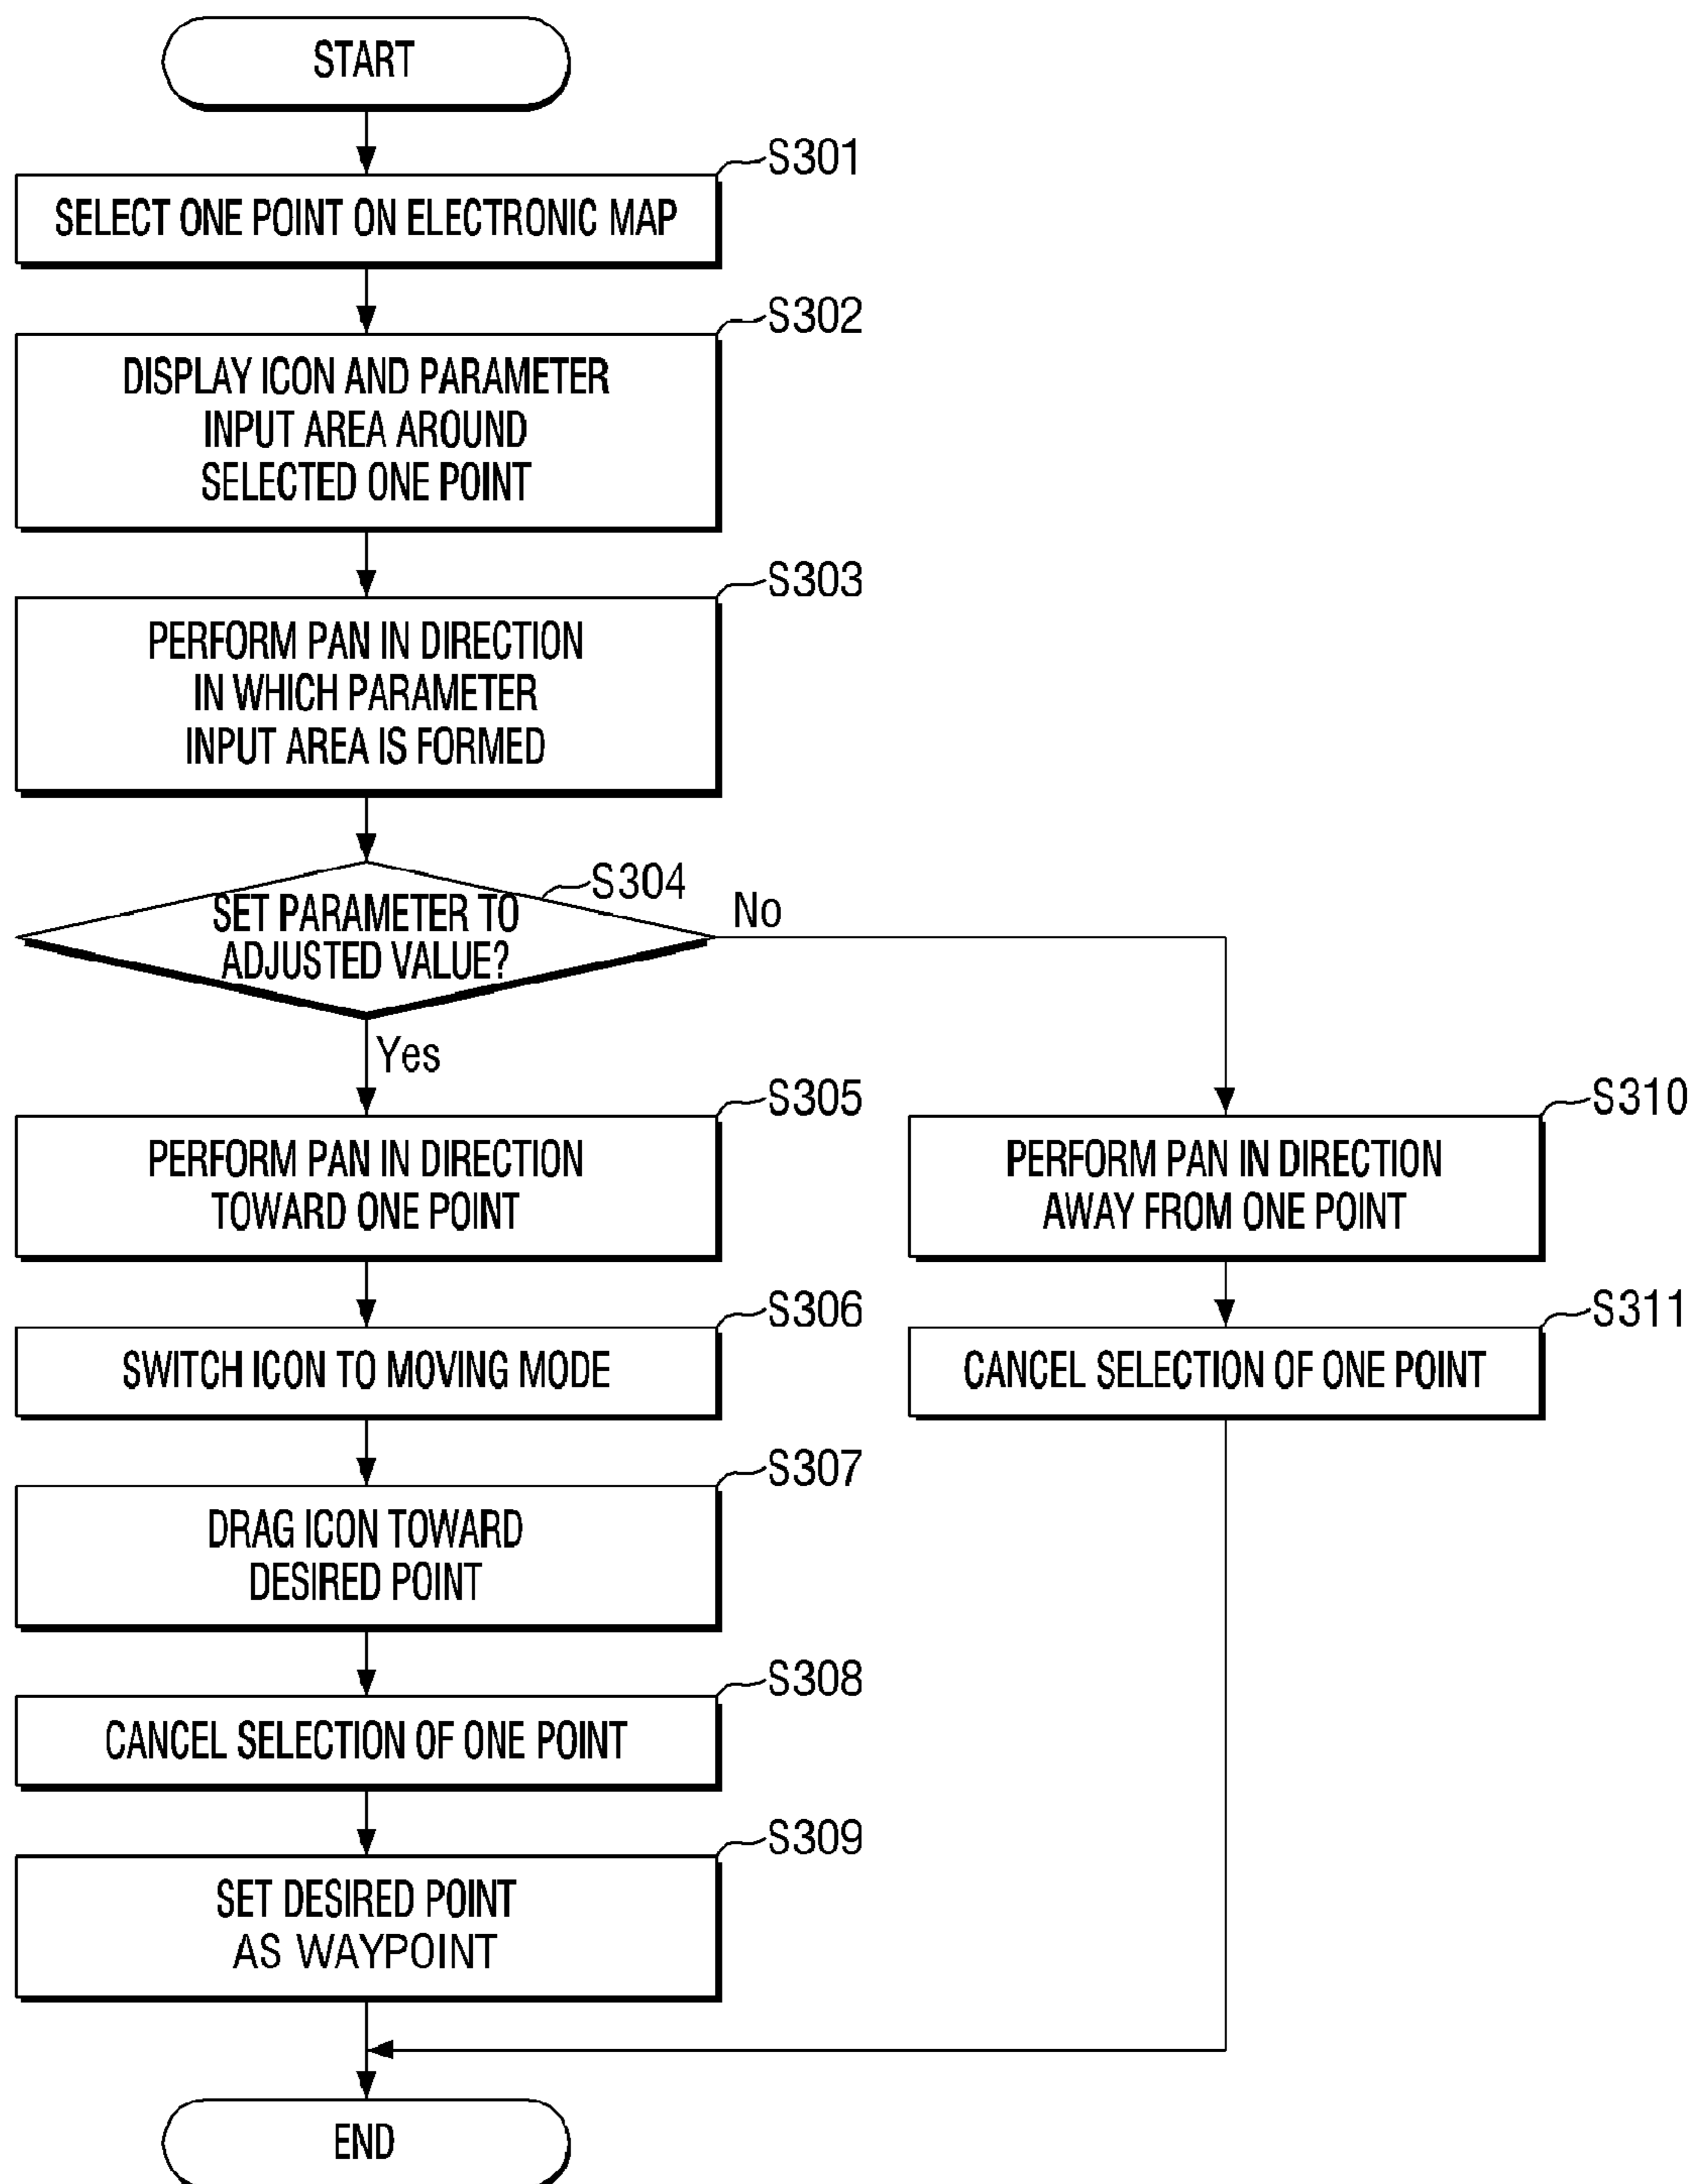 START
S301
SELECT ONE POINT ON ELECTRONIC MAP
S302
DISPLAY ICON AND PARAMETER
INPUT AREA AROUND
SELECTED ONE POINT
S303
PERFORM PAN IN DIRECTION
IN WHICH PARAMETER
INPUT AREA IS FORMED
S304
SET PARAMETER TO
ADJUSTED VALUE?
No
Yes
S305
PERFORM PAN IN DIRECTION
TOWARD ONE POINT
S306
SWITCH ICON TO MOVING MODE
S307
DRAG ICON TOWARD
DESIRED POINT
S308
CANCEL SELECTION OF ONE POINT
S309
SET DESIRED POINT
AS WAYPOINT
S310
PERFORM PAN IN DIRECTION
AWAY FROM ONE POINT
S311
CANCEL SELECTION OF ONE POINT
END